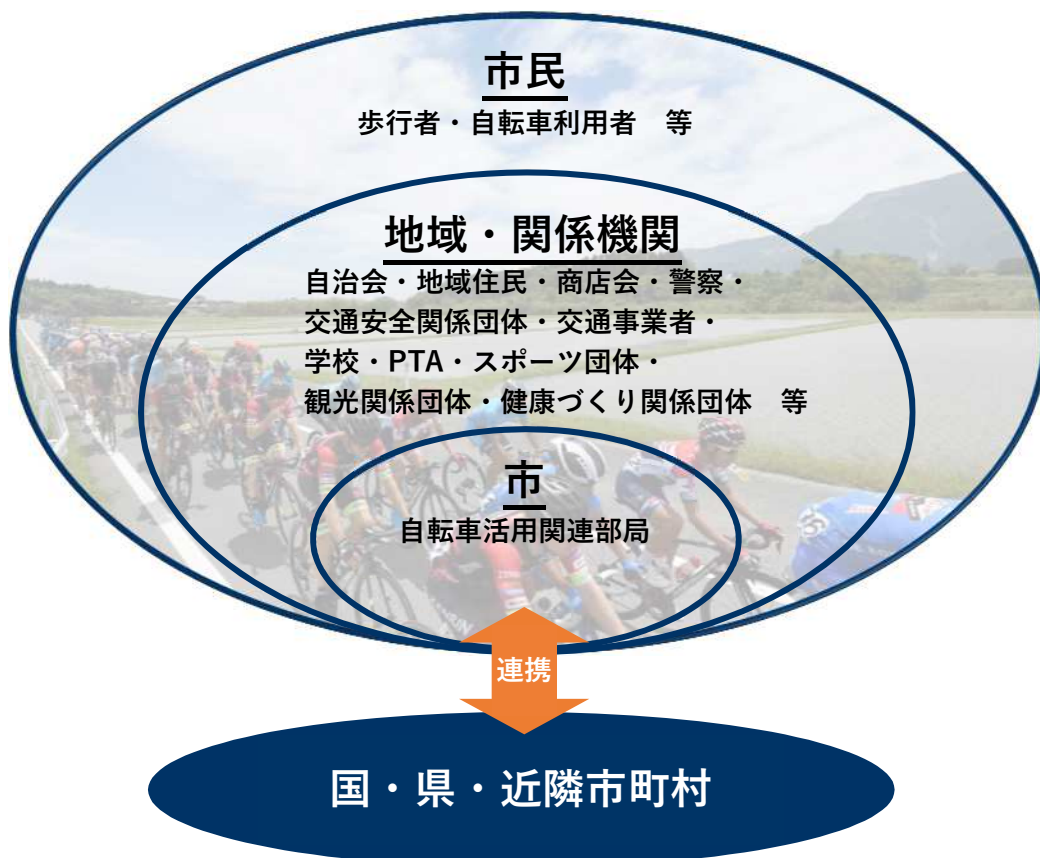 市民
歩行者・自転車利用者　等
地域・関係機関
自治会・地域住民・商店会・警察・
交通安全関係団体・交通事業者・
学校・PTA・スポーツ団体・
観光関係団体・健康づくり関係団体　等
市
自転車活用関連部局
連携
国・県・近隣市町村